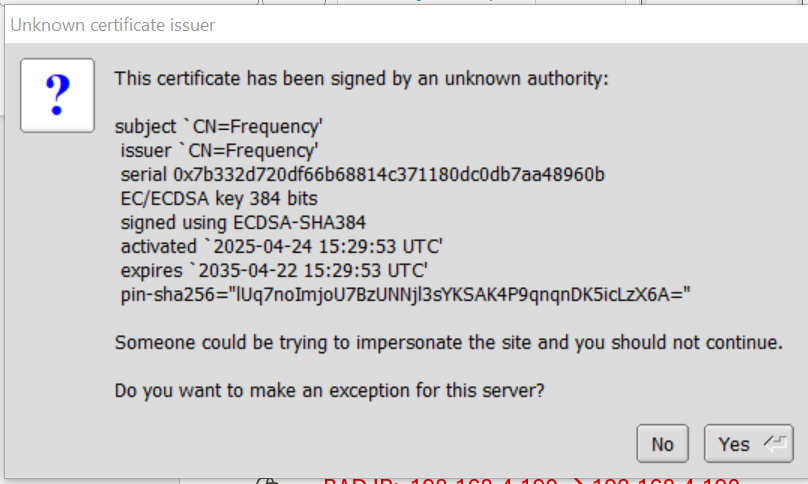 Unknown certificate issuer
This certificate has been signed by an unknown authority:
subject `CN=Frequency'
issuer `CN=Frequency'
serial 0x7b332d720df66b68814c371180dc0db7aa48960b
EC/ECDSA key 384 bits
signed using ECDSA-SHA384
activated `2025-04-24 15:29:53 UTC'
expires `2035-04-22 15:29:53 UTC'
pin-sha256="lUq7noImjoU7BzUNNjl3sYKSAK4P9qnqnDK5icLzX6A="
Someone could be trying to impersonate the site and you should not continue.
Do you want to make an exception for this server?
No
Yes